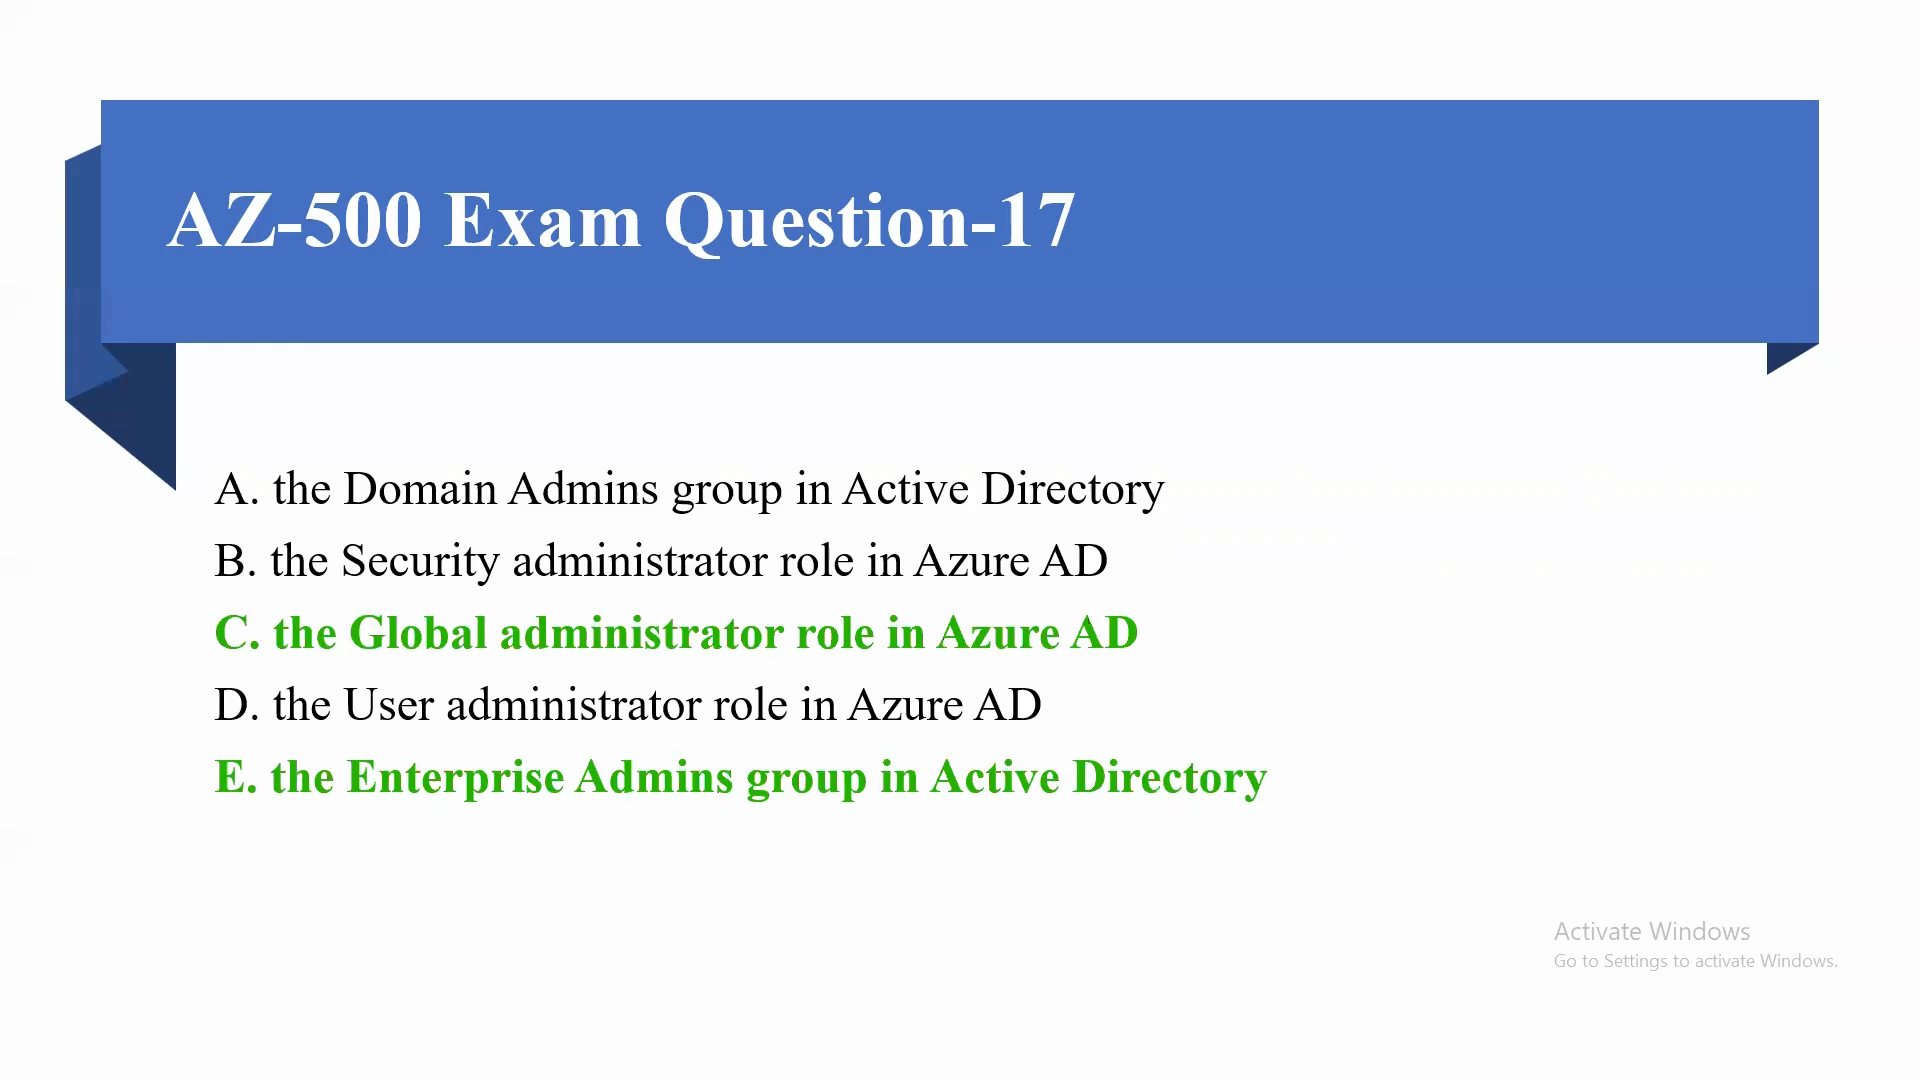 AZ-500 Exam Question-17
A. the Domain Admins group in Active Directory
B. the Security administrator role in Azure AD
C. the Global administrator role in Azure AD
D. the User administrator role in Azure AD
E. the Enterprise Admins group in Active Directory
Activate Windows
Go to Settings to activate Windows.